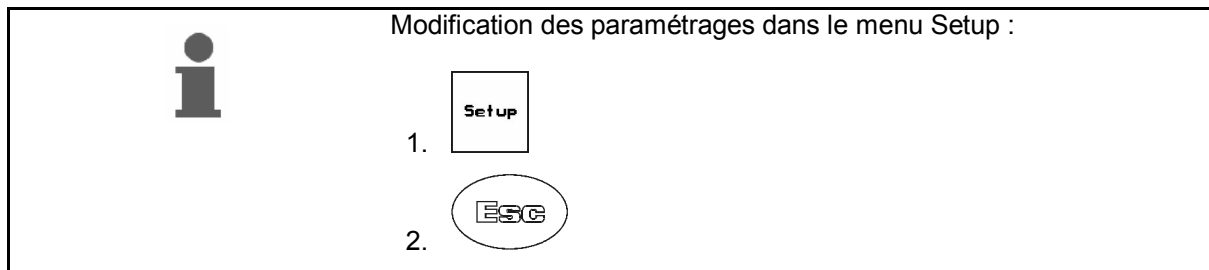 Modification des paramétrages dans le menu Setup :
Setup
1.
Esc
2.